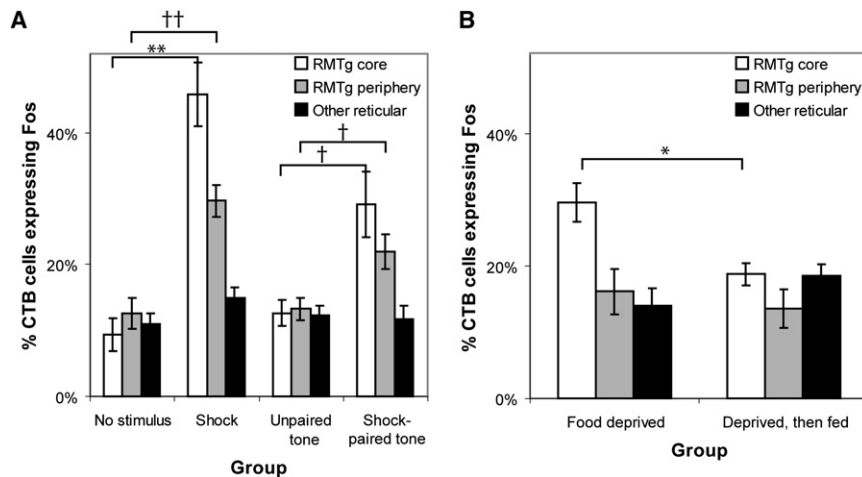 A
% CTB cells expressing Fos
40%
20%
0%
††
**
†
†
RMTg core
RMTg periphery
Other reticular
No stimulus
Shock
Unpaired
tone
Shock-
paired tone
Group
B
% CTB cells expressing Fos
40%
20%
0%
*
RMTg core
RMTg periphery
Other reticular
Food deprived
Deprived, then fed
Group